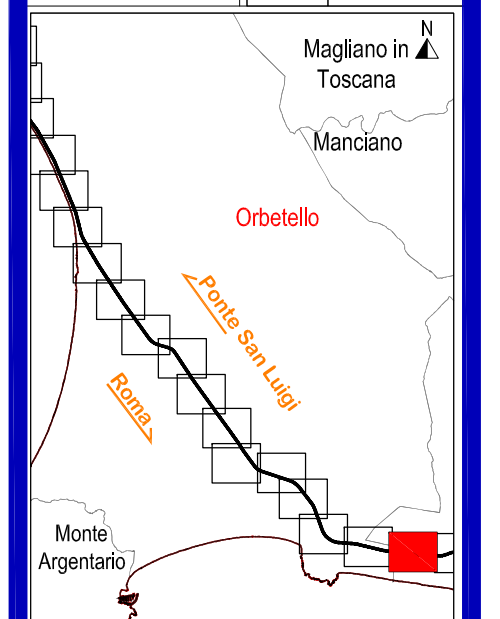 N
Magliano in
Toscana
Manciano
Orbetello
Ponte San Luigi
Roma
Monte
Argentario